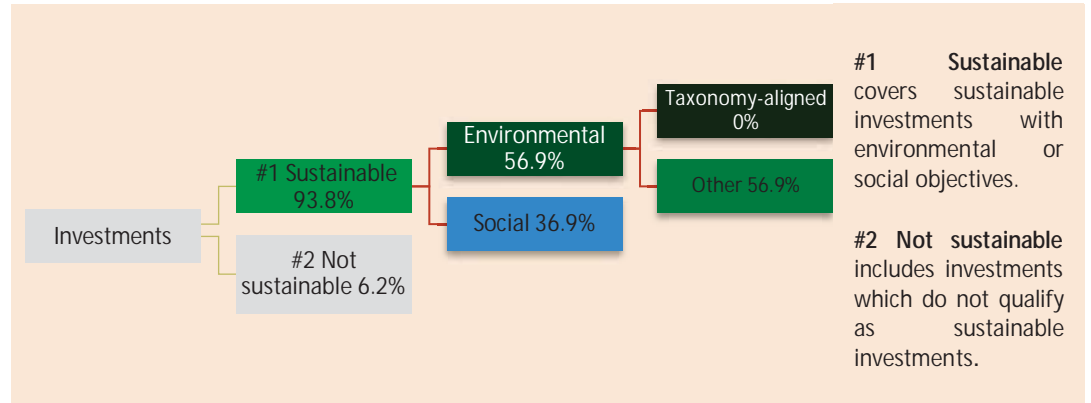 Investments
#1 Sustainable
93.8%
#2 Not
sustainable 6.2%
Environmental
56.9%
Social 36.9%
Taxonomy-aligned
0%
Other 56.9%
#1 Sustainable
covers sustainable
investments with
environmental or
social objectives.
#2 Not sustainable
includes investments
which do not qualify
as sustainable
investments.